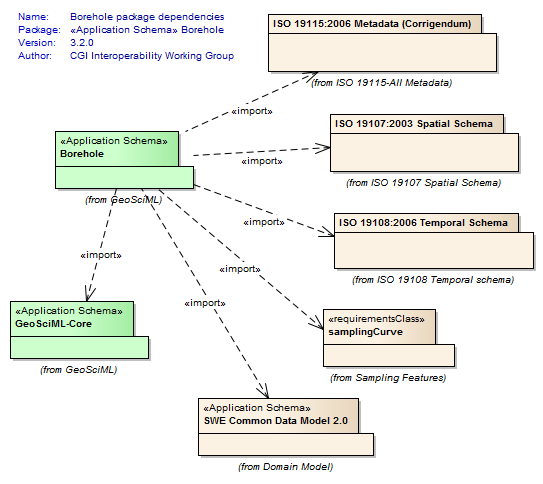 Name: Borehole package dependencies
Package: «Application Schema» Borehole
Version: 3.2.0
Author: CGI Interoperability Working Group
ISO 19115:2006 Metadata (Corrigendum)
(from ISO 19115-All Metadata)
«import»
ISO 19107:2003 Spatial Schema
«Application Schema»
Borehole
«import»
(from ISO 19107 Spatial Schema)
(from GeoSciML)
ISO 19108:2006 Temporal Schema
«import»
«import»
«import»
(from ISO 19108 Temporal schema)
«import»
«Application Schema»
GeoSciML-Core
«requirementsClass»
samplingCurve
(from GeoSciML)
(from Sampling Features)
«Application Schema»
SWE Common Data Model 2.0
(from Domain Model)